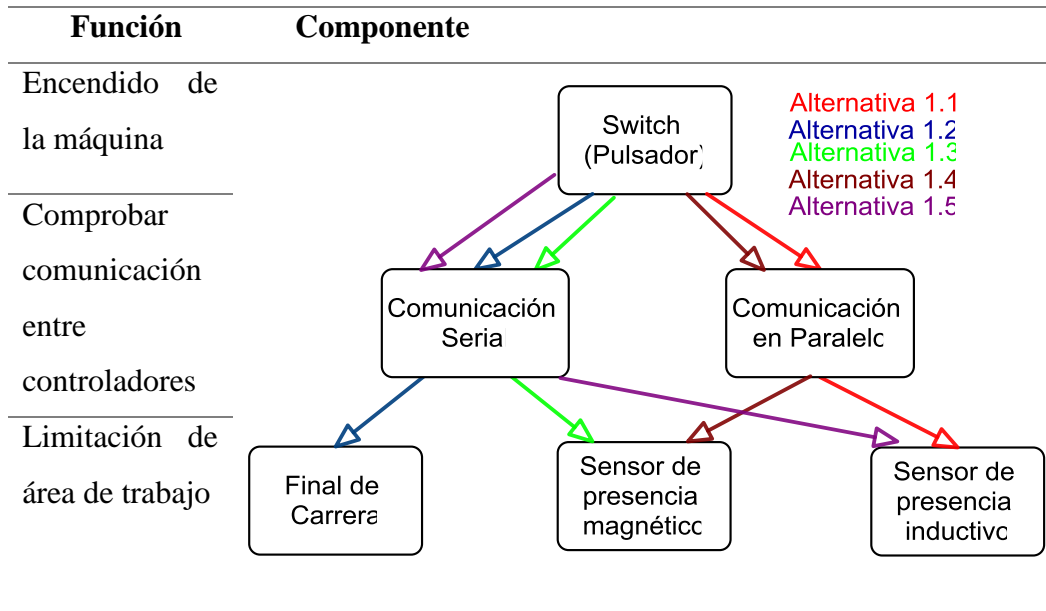 Función Componente
Encendido de
la máquina
Switch
(Pulsador)
Alternativa 1.1
Alternativa 1.2
Alternativa 1.3
Alternativa 1.4
Alternativa 1.5
Comprobar
comunicación
entre
controladores
Comunicación
Serial
Comunicación
en Paralelo
Limitación de
área de trabajo
Final de
Carrera
Sensor de
presencia
magnético
Sensor de
presencia
inductivo